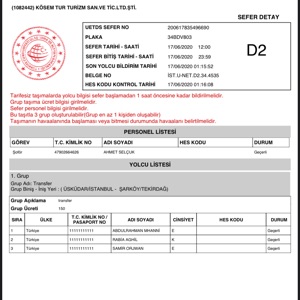 (1082442) KÖSEM TUR TURİZM SAN.VE TİC.LTD.ŞTİ.
SEFER DETAY
UETDS SEFER NO 200617835496680
PLAKA 34BDV803
SEFER TARİHİ - SAATİ 17/06/2020 12:00
SEFER BİTİŞ TARİHİ - SAATİ 17/06/2020 23:59
SON YOLCU BİLDİRİM TARİHİ 17/06/2020 01:15:52
BELGE NO IST.U-NET.D2.34.4535
HES KODU KONTROL TARİHİ 17/06/2020 01:16:08
D2
Tarifesiz taşımalarda yolcu bilgisi sefer başlamadan 1 saat öncesine kadar bildirilmelidir.
Grup taşıma ücret bilgisi girilmelidir.
Sefer personel bilgisi girilmelidir.
Bu taşıtla 3 grup oluşturulabilir(Grup en az 1 kişiden oluşabilir)
Taşımanın havaalanında başlaması veya bitmesi durumunda havaalanı belirtilmelidir.
PERSONEL LİSTESİ
GÖREV T.C. KİMLİK NO ADI SOYADI HES KODU DURUM
Şoför 47902864628 AHMET SELÇUK Geçerli
YOLCU LİSTESİ
1. Grup
Grup Adı: Transfer
Grup Biniş - İniş Yeri : ( ÜSKÜDAR/İSTANBUL - ŞARKÖY/TEKİRDAĞ)
Grup Açıklama transfer
Grup Ücreti 150
SIRA ÜLKE T.C. KİMLİK NO / PASAPORT NO ADI SOYADI CİNSİYET HES KODU DURUM
1 Türkiye 11111111111 ABDULRAHMAN MHANNI E Geçerli
2 Türkiye 11111111111 RABİA AGHIL K Geçerli
3 Türkiye 11111111111 SAMIR ORJMAN E Geçerli